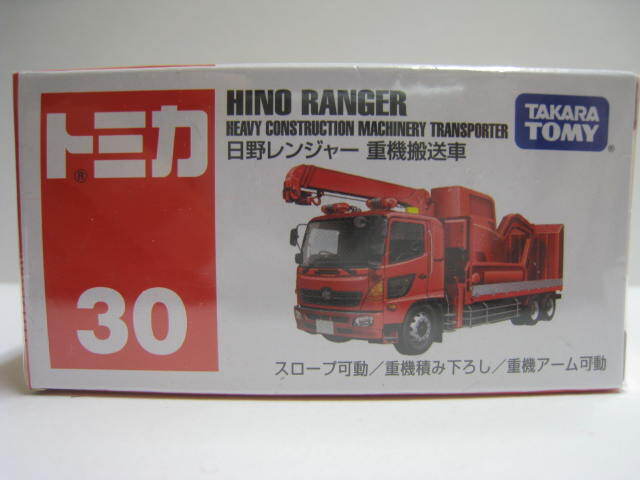 トミカ
®
30
HINO RANGER
HEAVY CONSTRUCTION MACHINERY TRANSPORTER
日野レンジャー 重機搬送車
TAKARA
TOMY
®
スロープ可動/重機積み下ろし/重機アーム可動